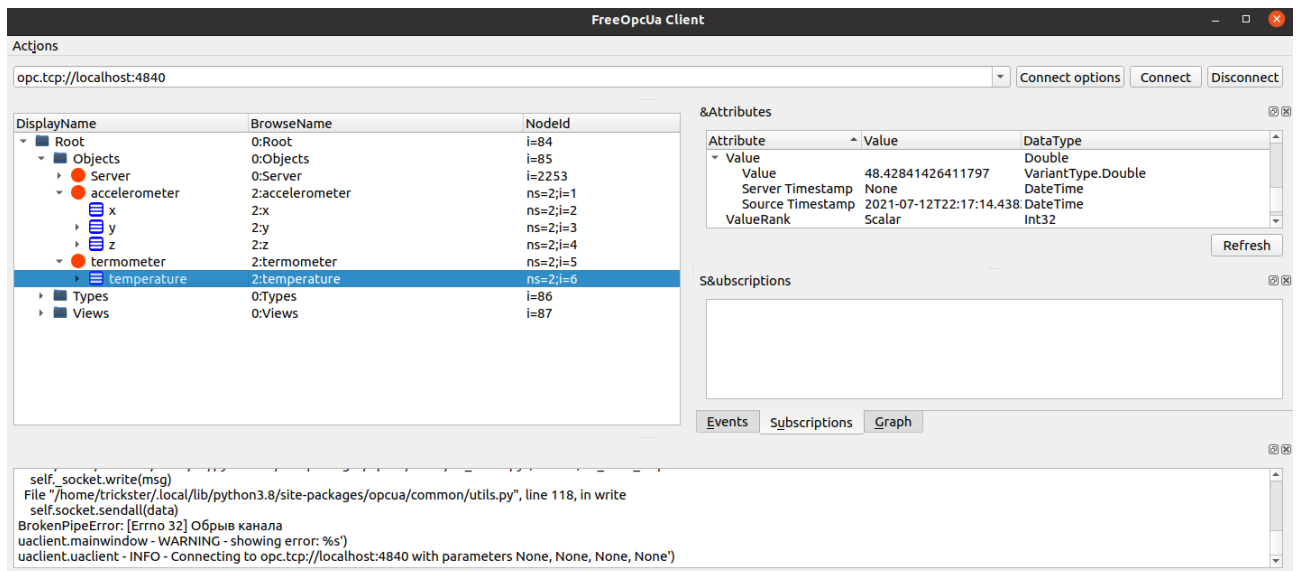 FreeOpcUa Client
Actions
opc.tcp://localhost:4840
Connect options
Connect
Disconnect
DisplayName BrowseName NodeId
Root 0:Root i=84
Objects 0:Objects i=85
Server 0:Server i=2253
accelerometer 2:accelerometer ns=2;i=1
x 2:x ns=2;i=2
y 2:y ns=2;i=3
z 2:z ns=2;i=4
termometer 2:termometer ns=2;i=5
temperature 2:temperature ns=2;i=6
Types 0:Types i=86
Views 0:Views i=87
&Attributes
Attribute Value DataType
Value Double
Value 48.42841426411797 VariantType.Double
Server Timestamp None DateTime
Source Timestamp 2021-07-12T22:17:14.438 DateTime
ValueRank Scalar Int32
Refresh
S&ubscriptions
Events Subscriptions Graph
self._socket.write(msg)
File "/home/trickster/.local/lib/python3.8/site-packages/opcua/common/utils.py", line 118, in write
self.socket.sendall(data)
BrokenPipeError: [Errno 32] Обрыв канала
uaclient.mainwindow - WARNING - showing error: %s')
uaclient.uaclient - INFO - Connecting to opc.tcp://localhost:4840 with parameters None, None, None, None')